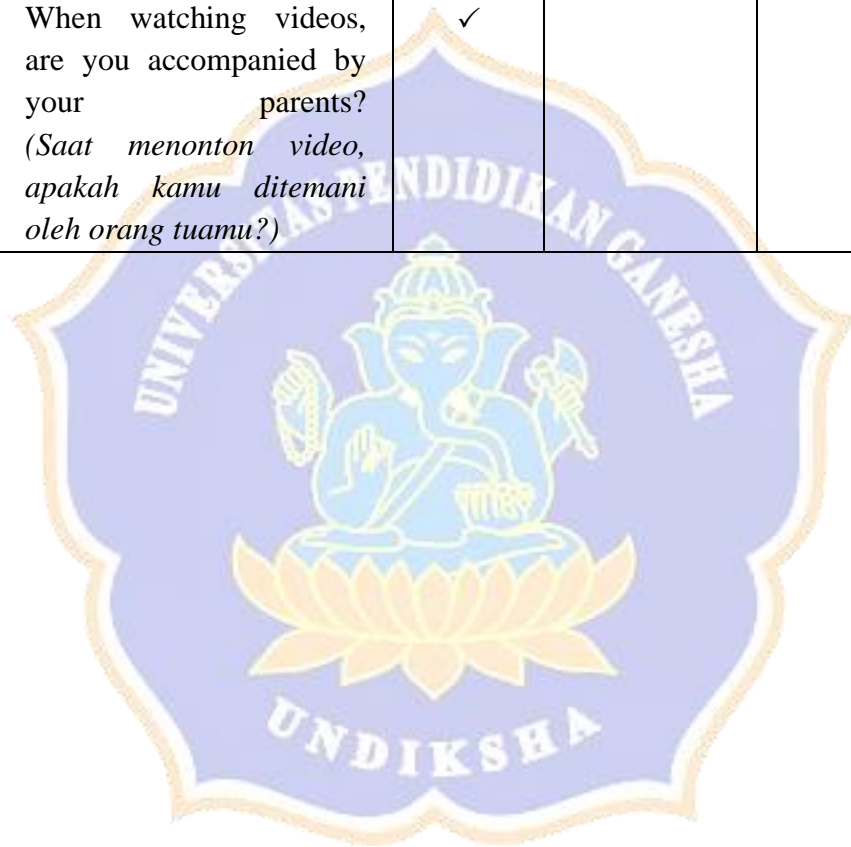 When watching videos, ✓
are you accompanied by
your parents?
(Saat menonton video,
apakah kamu ditemani
oleh orang tuamu?)
UNIVERSITAS PENDIDIKAN GANESHA
UNDIKSHA